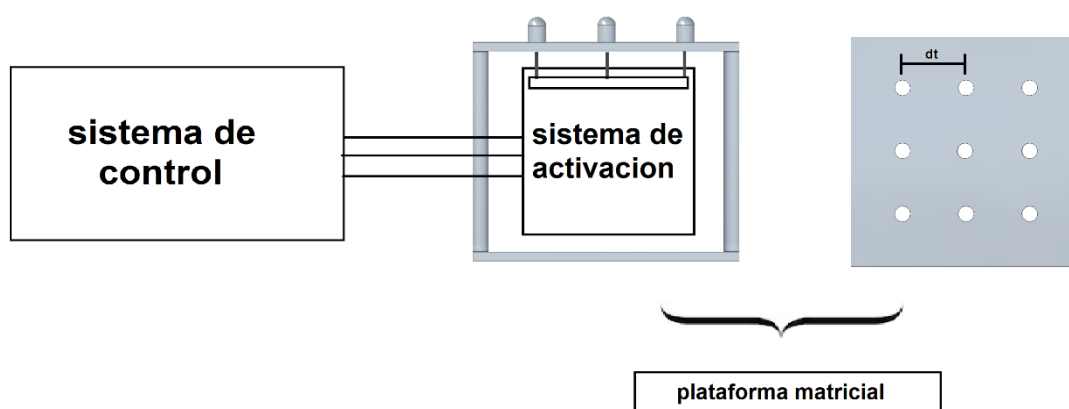 sistema de
control
sistema de
activacion
dt
plataforma matricial